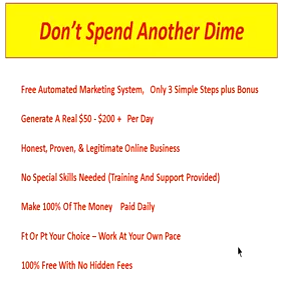 Don't Spend Another Dime
Free Automated Marketing System, Only 3 Simple Steps plus Bonus
Generate A Real $50 - $200 + Per Day
Honest, Proven, & Legitimate Online Business
No Special Skills Needed (Training And Support Provided)
Make 100% Of The Money Paid Daily
Ft Or Pt Your Choice – Work At Your Own Pace
100% Free With No Hidden Fees